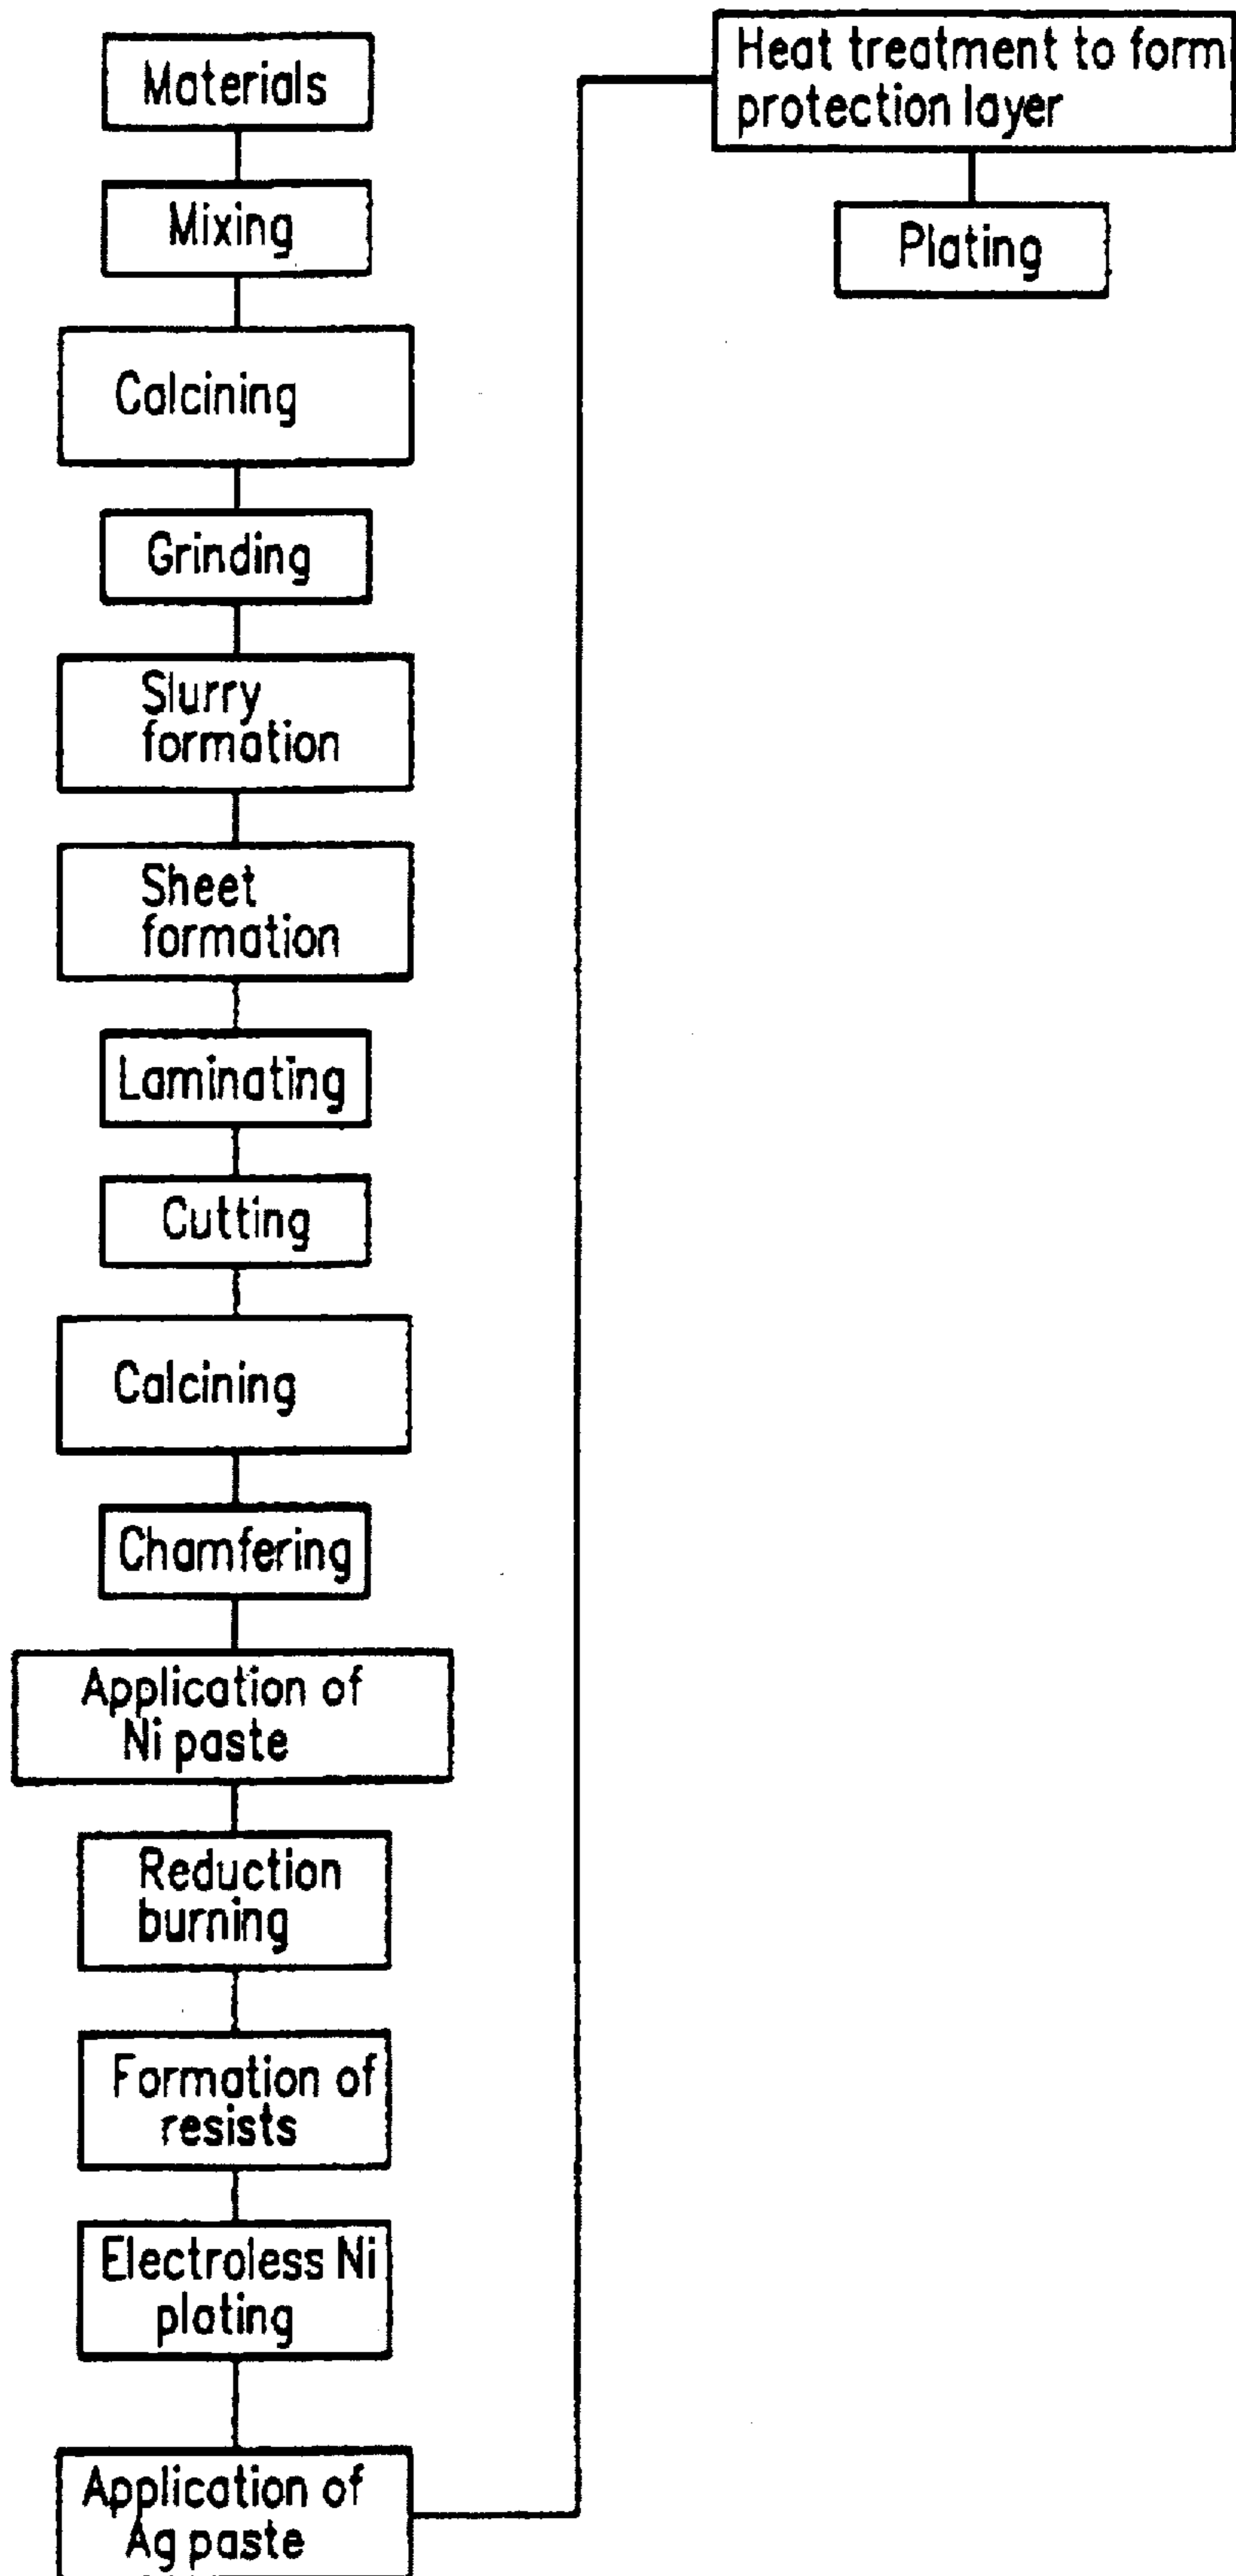 Materials
Mixing
Calcining
Grinding
Slurry
formation
Sheet
formation
Laminating
Cutting
Calcining
Chamfering
Application of
Ni paste
Reduction
burning
Formation of
resists
Electroless Ni
plating
Application of
Ag paste
Heat treatment to form
protection layer
Plating